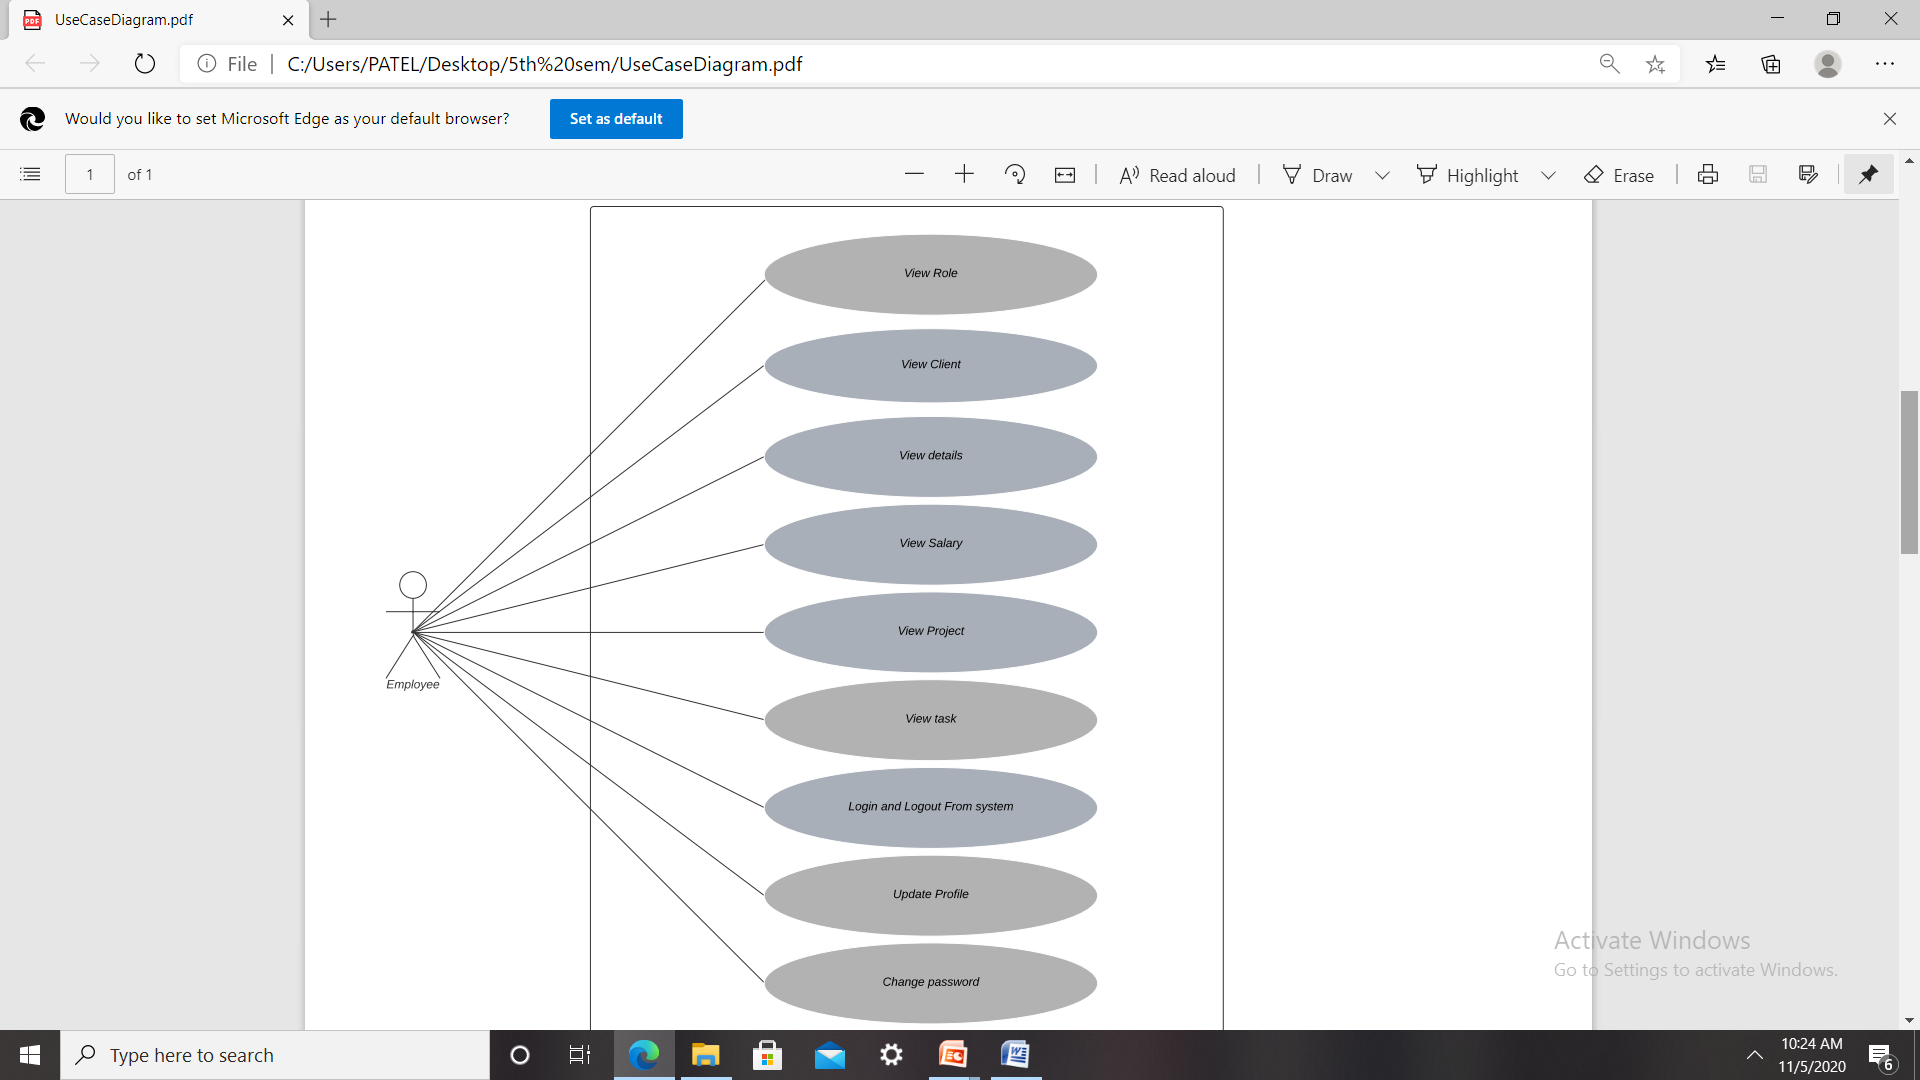 UseCaseDiagram.pdf
File
C:/Users/PATEL/Desktop/5th%20sem/UseCaseDiagram.pdf
Would you like to set Microsoft Edge as your default browser?
Set as default
1
of 1
Read aloud
Draw
Highlight
Erase
View Role
View Client
View details
View Salary
View Project
View task
Login and Logout From system
Update Profile
Change password
Employee
Activate Windows
Go to Settings to activate Windows.
Type here to search
10:24 AM
11/5/2020
6